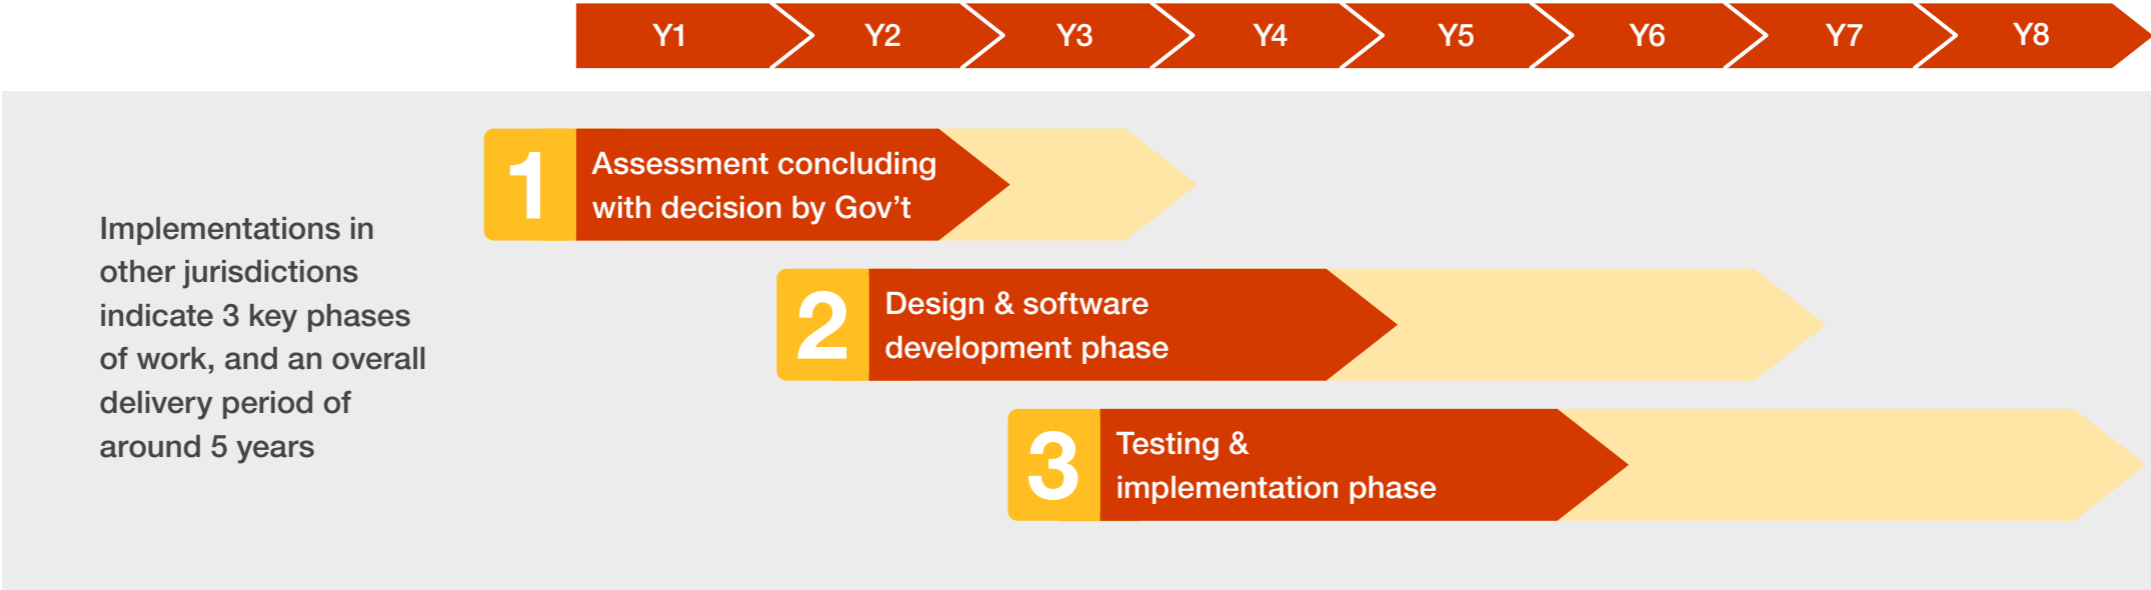 Y1 Y2 Y3 Y4 Y5 Y6 Y7 Y8
Implementations in
other jurisdictions
indicate 3 key phases
of work, and an overall
delivery period of
around 5 years
1
Assessment concluding
with decision by Gov’t
2
Design & software
development phase
3
Testing &
implementation phase